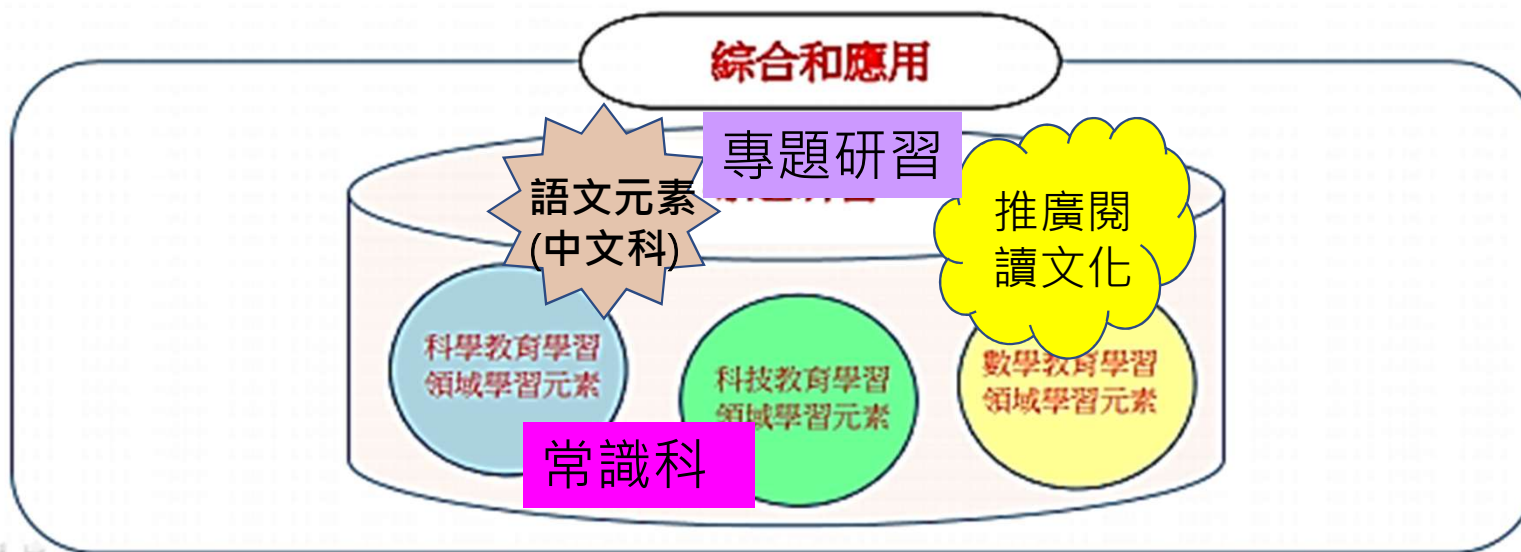 綜合和應用
專題研習
語文元素
(中文科)
推廣閱
讀文化
科學教育學習
領域學習元素
科技教育學習
領域學習元素
數學教育學習
領域學習元素
常識科